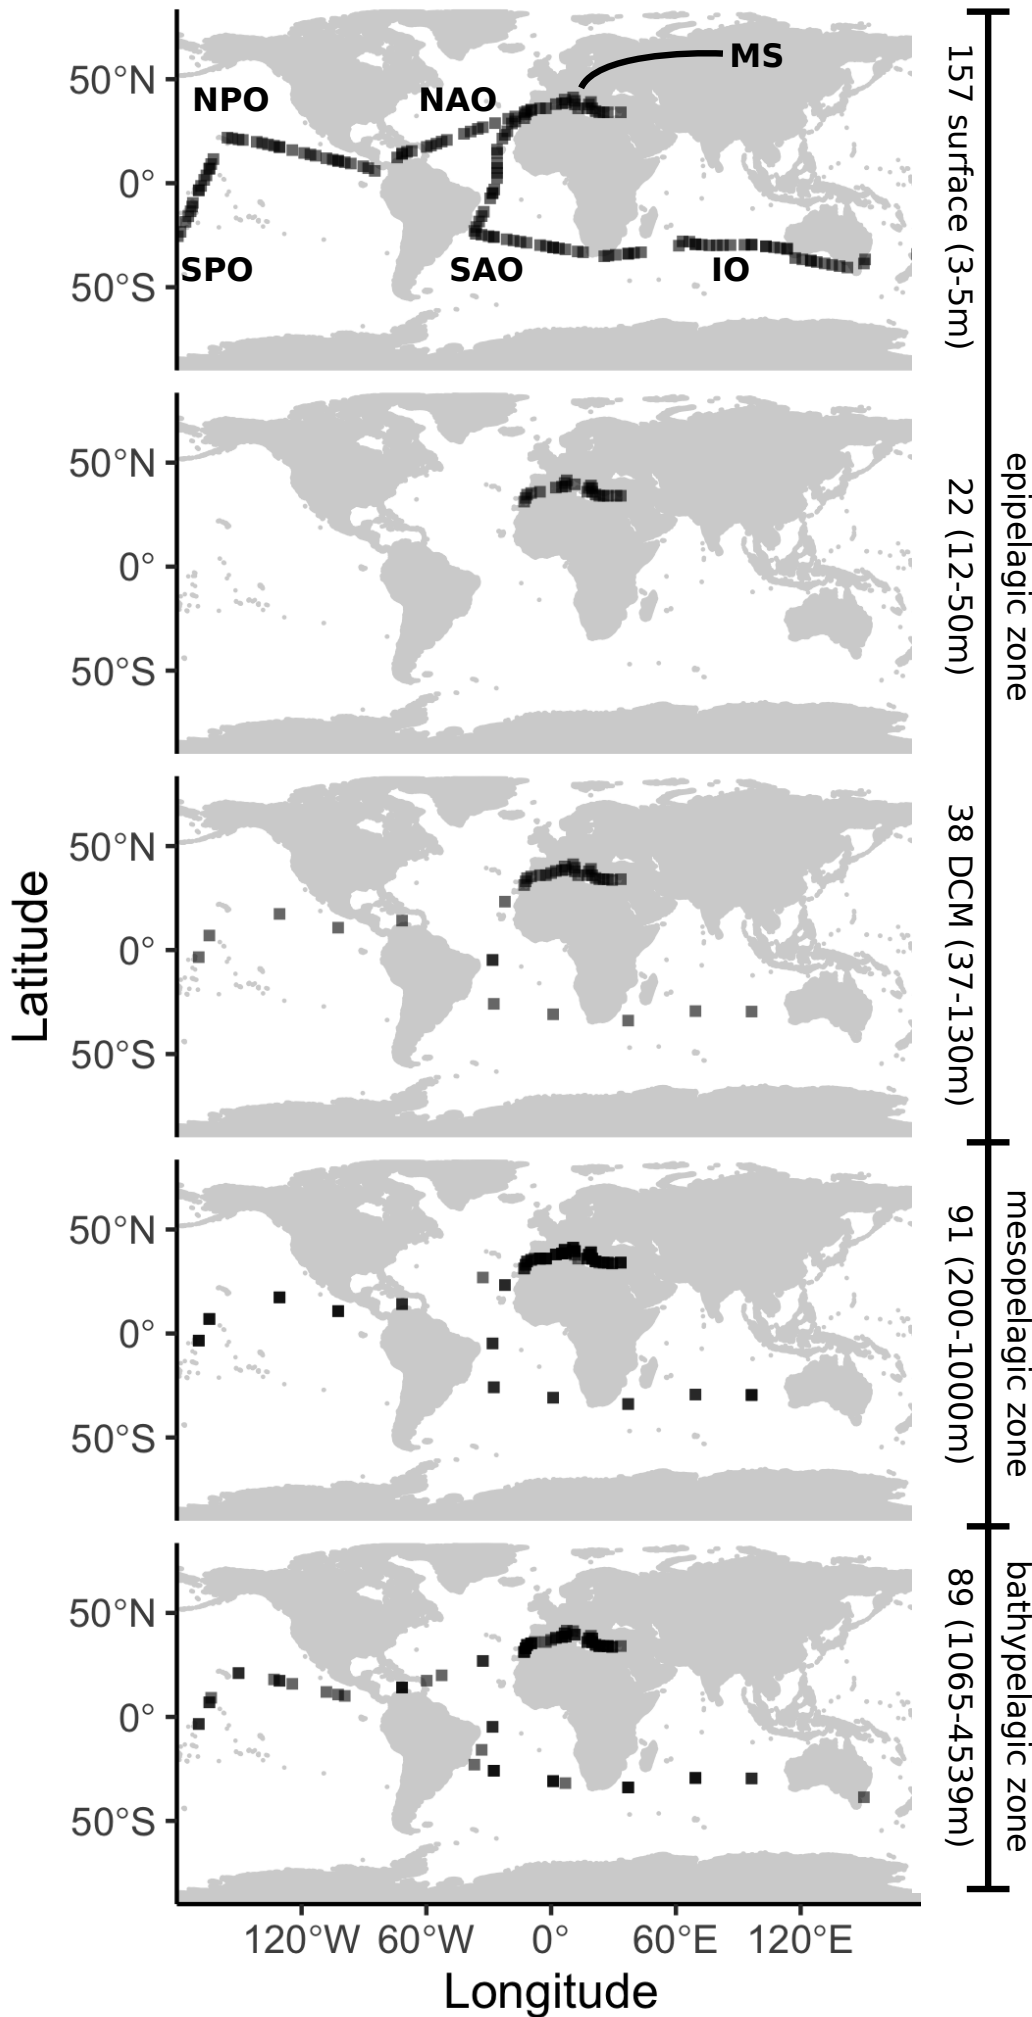 50°N
0°
50°S
NPO
NAO
MS
SPO
SAO
IO
157 surface (3-5m)
50°N
0°
50°S
22 (12-50m)
epipelagic zone
50°N
0°
50°S
38 DCM (37-130m)
Latitude
50°N
0°
50°S
91 (200-1000m)
mesopelagic zone
50°N
0°
50°S
89 (1065-4539m)
bathypelagic zone
120°W 60°W 0° 60°E 120°E
Longitude